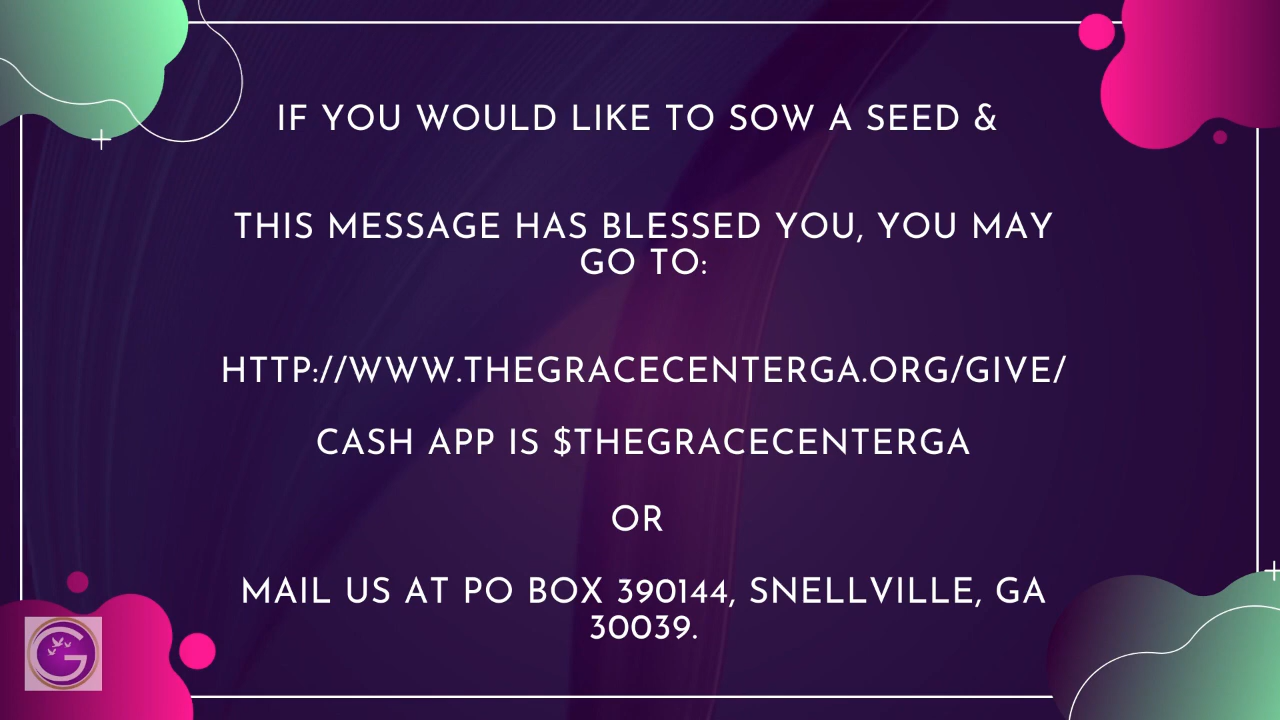 IF YOU WOULD LIKE TO SOW A SEED &
THIS MESSAGE HAS BLESSED YOU, YOU MAY
GO TO:
HTTP://WWW.THEGRACECENTERGA.ORG/GIVE/
CASH APP IS $THEGRACECENTERGA
OR
MAIL US AT PO BOX 390144, SNELLVILLE, GA
30039.
G